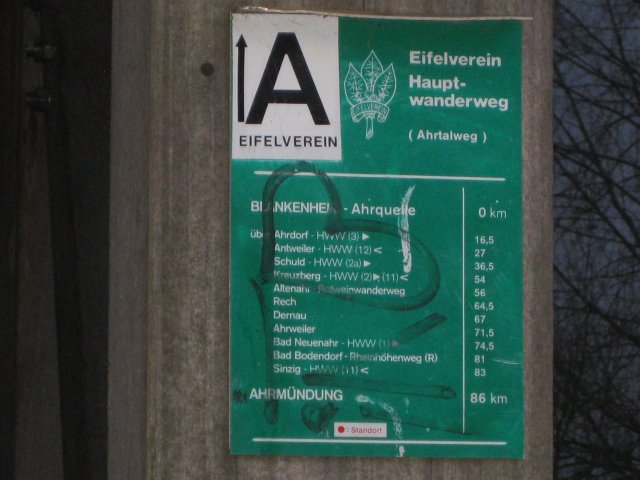 A
EIFELVEREIN
EIFELVEREIN
Eifelverein
Haupt-
wanderweg
( Ahrtalweg )
BLANKENHEIM - Ahrquelle 0 km
über Ahrdorf - HWW (3) ► 16,5
Antweiler - HWW (12) < 27
Schuld - HWW (2a) ► 36,5
Kreuzberg - HWW (2) ► (11) < 54
Altenahr - Rotweinwanderweg 56
Rech 64,5
Dernau 67
Ahrweiler 71,5
Bad Neuenahr - HWW (1) ► 74,5
Bad Bodendorf - Rheinhöhenweg (R) 81
Sinzig - HWW (11) < 83
AHRMÜNDUNG 86 km
= Standort